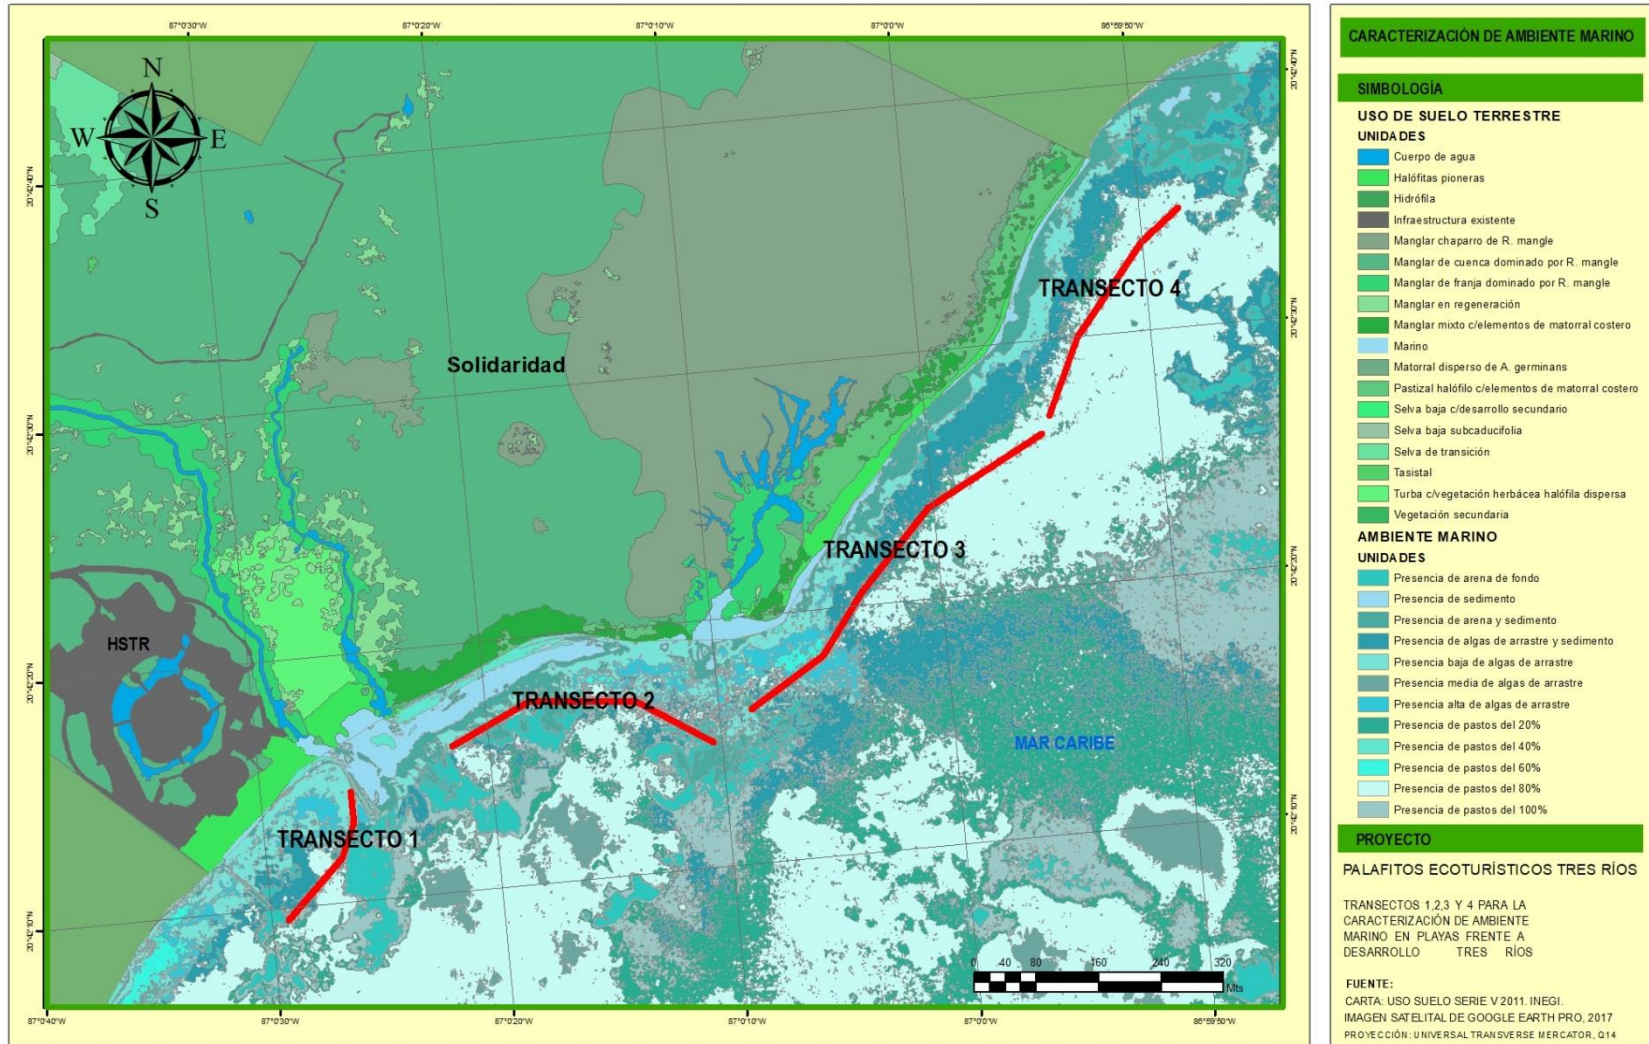 87°0'30"W 87°0'20"W 87°0'10"W 87°0'0"W 86°59'50"W
N
W E
S
20°42'40"N
20°42'30"N
20°42'20"N
20°42'10"N
TRANSECTO 4
Solidaridad
TRANSECTO 3
HSTR
TRANSECTO 2
MAR CARIBE
TRANSECTO 1
0 40 80 160 240 320
Mts
87°0'40"W 87°0'30"W 87°0'20"W 87°0'10"W 87°0'0"W 86°59'50"W
CARACTERIZACIÓN DE AMBIENTE MARINO
SIMBOLOGÍA
USO DE SUELO TERRESTRE
UNIDADES
Cuerpo de agua
Halófitas pioneras
Hidrófila
Infraestructura existente
Manglar chaparro de R. mangle
Manglar de cuenca dominado por R. mangle
Manglar de franja dominado por R. mangle
Manglar en regeneración
Manglar mixto c/elementos de matorral costero
Marino
Matorral disperso de A. germinans
Pastizal halófilo c/elementos de matorral costero
Selva baja c/desarrollo secundario
Selva baja subcaducifolia
Selva de transición
Tasistal
Turba c/vegetación herbácea halófila dispersa
Vegetación secundaria
AMBIENTE MARINO
UNIDADES
Presencia de arena de fondo
Presencia de sedimento
Presencia de arena y sedimento
Presencia de algas de arrastre y sedimento
Presencia baja de algas de arrastre
Presencia media de algas de arrastre
Presencia alta de algas de arrastre
Presencia de pastos del 20%
Presencia de pastos del 40%
Presencia de pastos del 60%
Presencia de pastos del 80%
Presencia de pastos del 100%
PROYECTO
PALAFITOS ECOTURÍSTICOS TRES RÍOS
TRANSECTOS 1,2,3 Y 4 PARA LA
CARACTERIZACIÓN DE AMBIENTE
MARINO EN PLAYAS FRENTE A
DESARROLLO TRES RÍOS
FUENTE:
CARTA: USO SUELO SERIE V 2011. INEGI.
IMAGEN SATELITAL DE GOOGLE EARTH PRO, 2017
PROYECCIÓN: UNIVERSAL TRANSVERSE MERCATOR, Q14